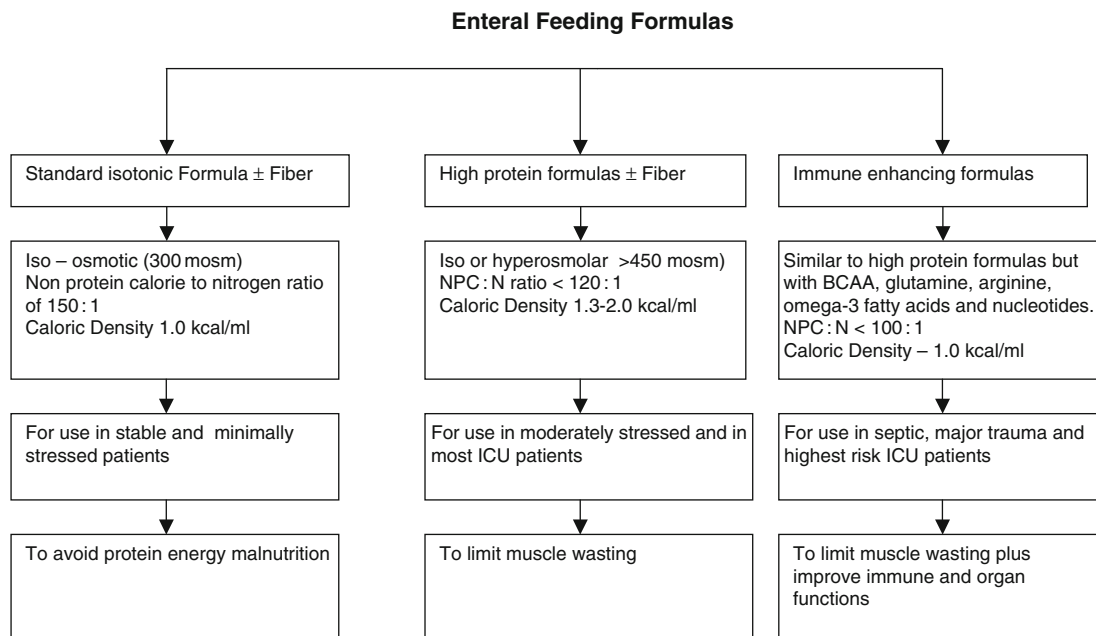 Enteral Feeding Formulas
Standard isotonic Formula ± Fiber
High protein formulas ± Fiber
Immune enhancing formulas
Iso – osmotic (300 mosm)
Non protein calorie to nitrogen ratio
of 150 : 1
Caloric Density 1.0 kcal/ml
Iso or hyperosmolar >450 mosm)
NPC : N ratio < 120 : 1
Caloric Density 1.3-2.0 kcal/ml
Similar to high protein formulas but
with BCAA, glutamine, arginine,
omega-3 fatty acids and nucleotides.
NPC : N < 100 : 1
Caloric Density – 1.0 kcal/ml
For use in stable and minimally
stressed patients
For use in moderately stressed and in
most ICU patients
For use in septic, major trauma and
highest risk ICU patients
To avoid protein energy malnutrition
To limit muscle wasting
To limit muscle wasting plus
improve immune and organ
functions